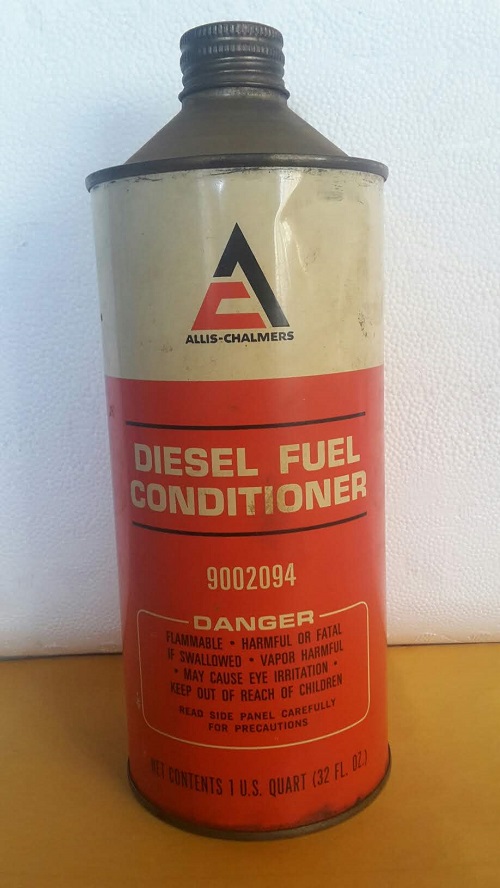 ALLIS-CHALMERS
DIESEL FUEL
CONDITIONER
9002094
DANGER
FLAMMABLE • HARMFUL OR FATAL
IF SWALLOWED • VAPOR HARMFUL
• MAY CAUSE EYE IRRITATION •
KEEP OUT OF REACH OF CHILDREN
READ SIDE PANEL CAREFULLY
FOR PRECAUTIONS
NET CONTENTS 1 U.S. QUART (32 FL. OZ.)